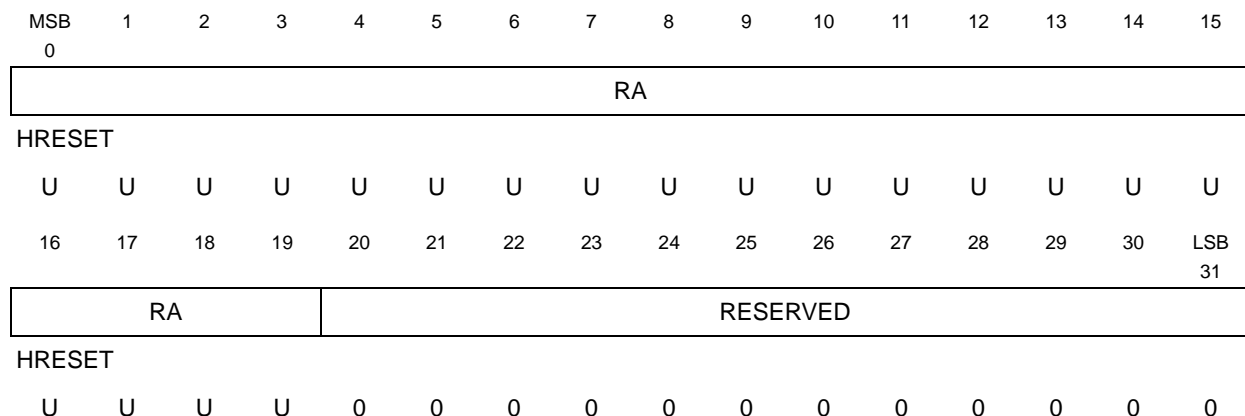 MSB 1 2 3 4 5 6 7 8 9 10 11 12 13 14 15
0
RA
HRESET
U U U U U U U U U U U U U U U U
16 17 18 19 20 21 22 23 24 25 26 27 28 29 30 LSB
31
RA RESERVED
HRESET
U U U U 0 0 0 0 0 0 0 0 0 0 0 0